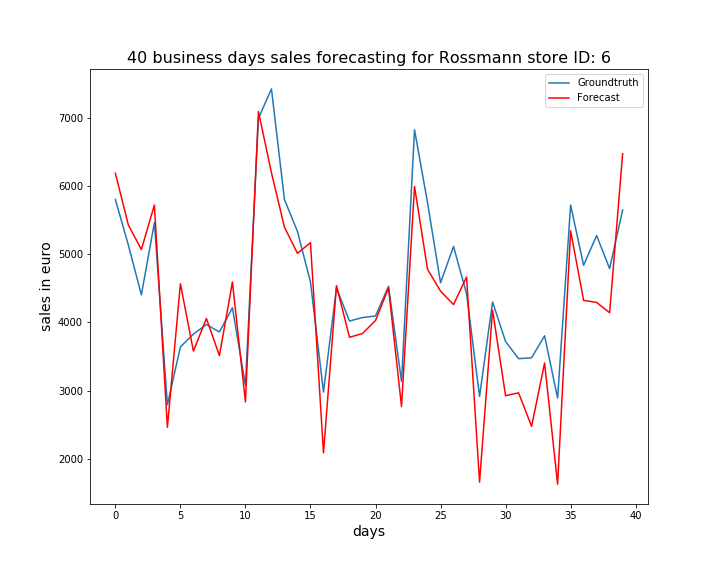 40 business days sales forecasting for Rossmann store ID: 6
Groundtruth
Forecast
sales in euro
7000
6000
5000
4000
3000
2000
0 5 10 15 20 25 30 35 40
days